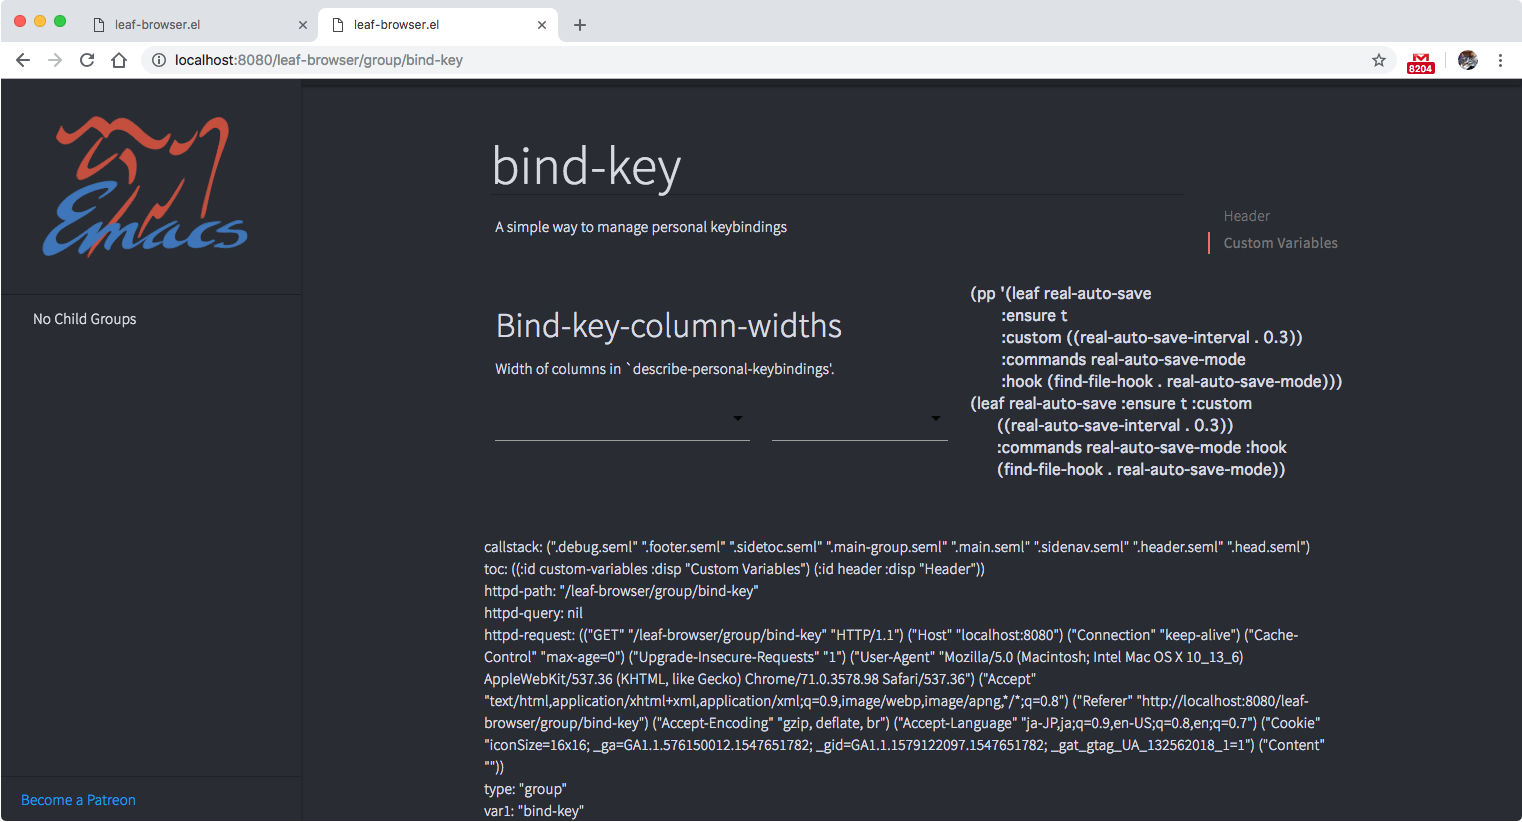 leaf-browser.el
leaf-browser.el
localhost:8080/leaf-browser/group/bind-key
8204
Emacs
No Child Groups
Become a Patreon
bind-key
A simple way to manage personal keybindings
Header
Custom Variables
Bind-key-column-widths
Width of columns in `describe-personal-keybindings'.
(pp '(leaf real-auto-save
:ensure t
:custom ((real-auto-save-interval . 0.3))
:commands real-auto-save-mode
:hook (find-file-hook . real-auto-save-mode)))
(leaf real-auto-save :ensure t :custom
((real-auto-save-interval . 0.3))
:commands real-auto-save-mode :hook
(find-file-hook . real-auto-save-mode))
callstack: (".debug.seml" ".footer.seml" ".sidetoc.seml" ".main-group.seml" ".main.seml" ".sidenav.seml" ".header.seml" ".head.seml")
toc: ((:id custom-variables :disp "Custom Variables") (:id header :disp "Header"))
httpd-path: "/leaf-browser/group/bind-key"
httpd-query: nil
httpd-request: (("GET" "/leaf-browser/group/bind-key" "HTTP/1.1") ("Host" "localhost:8080") ("Connection" "keep-alive") ("Cache-
Control" "max-age=0") ("Upgrade-Insecure-Requests" "1") ("User-Agent" "Mozilla/5.0 (Macintosh; Intel Mac OS X 10_13_6)
AppleWebKit/537.36 (KHTML, like Gecko) Chrome/71.0.3578.98 Safari/537.36") ("Accept"
"text/html,application/xhtml+xml,application/xml;q=0.9,image/webp,image/apng,*/*;q=0.8") ("Referer" "http://localhost:8080/leaf-
browser/group/bind-key") ("Accept-Encoding" "gzip, deflate, br") ("Accept-Language" "ja-JP,ja;q=0.9,en-US;q=0.8,en;q=0.7") ("Cookie"
"iconSize=16x16; _ga=GA1.1.576150012.1547651782; _gid=GA1.1.1579122097.1547651782; _gat_gtag_UA_132562018_1=1") ("Content"
""))
type: "group"
var1: "bind-key"